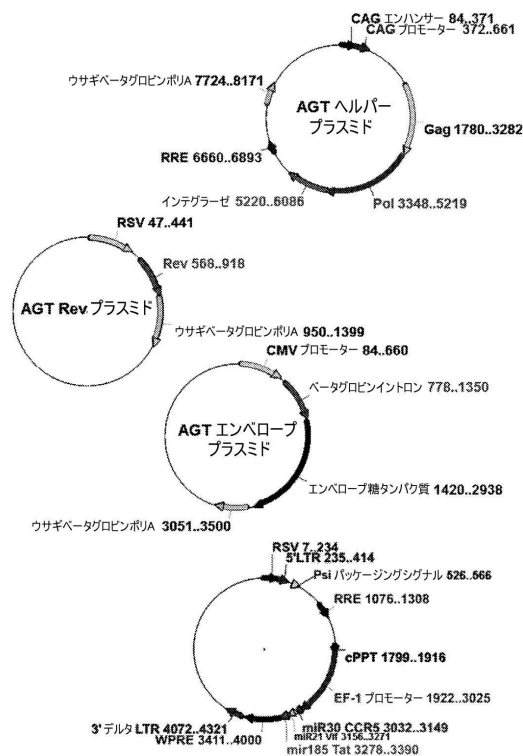 CAG エンハンサー 84..371
CAG プロモーター 372..661
ウサギベータグロビンポリA 7724..8171
AGT ヘルパー
プラスミド
Gag 1780..3282
RRE 6660..6893
インテグラーゼ 5220..6086
Pol 3348..5219
RSV 47..441
Rev 568..918
AGT Rev プラスミド
ウサギベータグロビンポリA 950..1399
CMV プロモーター 84..660
ベータグロビンイントロン 778..1350
AGT エンベロープ
プラスミド
エンベロープ糖タンパク質 1420..2938
ウサギベータグロビンポリA 3051..3500
RSV 7..234
5'LTR 235..414
Psi パッケージングシグナル 526..566
RRE 1076..1308
cPPT 1799..1916
EF-1 プロモーター 1922..3025
miR30 CCR5 3032..3149
miR21 Vif 3156..3271
mir185 Tat 3278..3390
3' デルタ LTR 4072..4321
WPRE 3411..4000